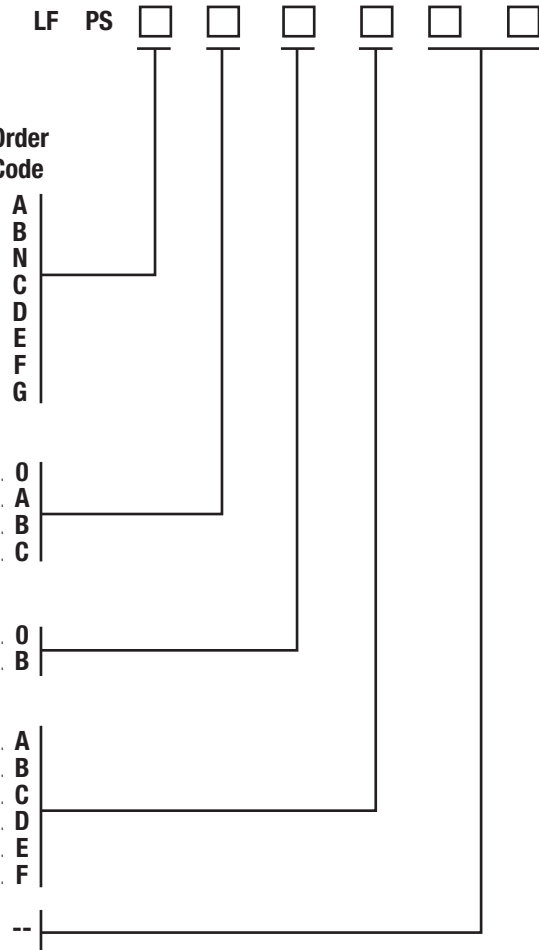 LF PS
Order
Code
A
B
N
C
D
E
F
G
. 0
. A
. B
. C
. 0
. B
. A
. B
. C
. D
. E
. F
--